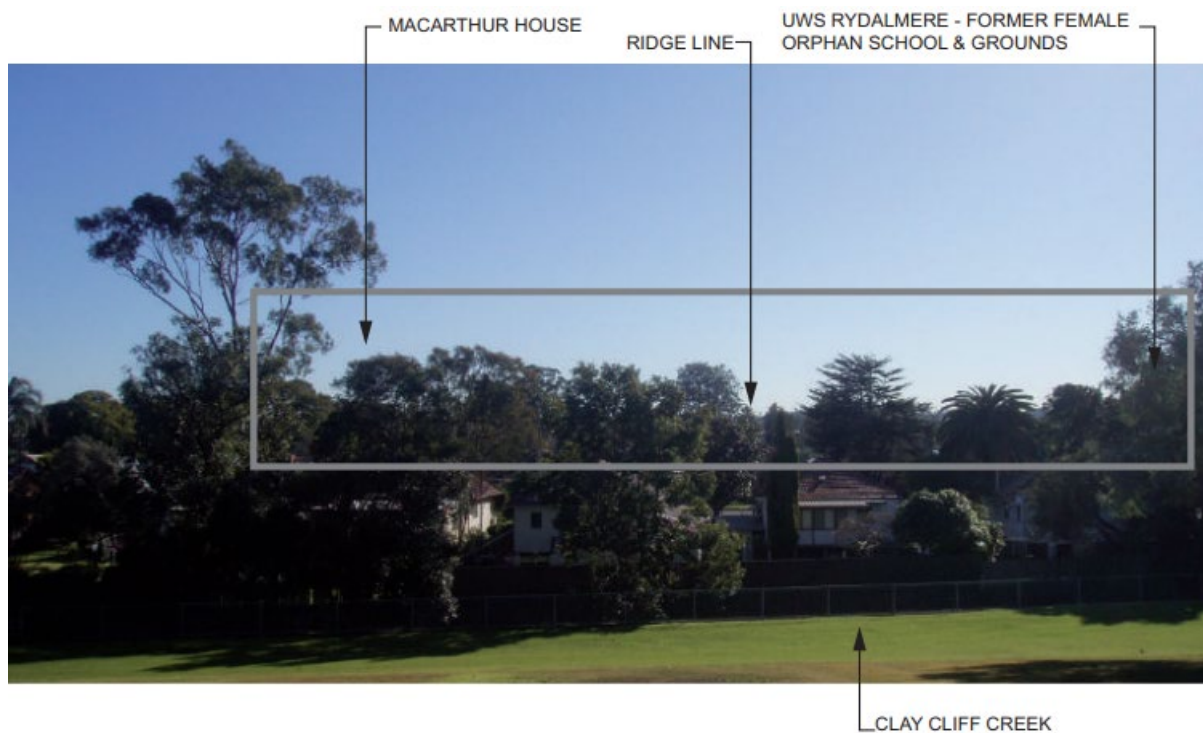 MACARTHUR HOUSE
RIDGE LINE
UWS RYDALMERE - FORMER FEMALE
ORPHAN SCHOOL & GROUNDS
CLAY CLIFF CREEK